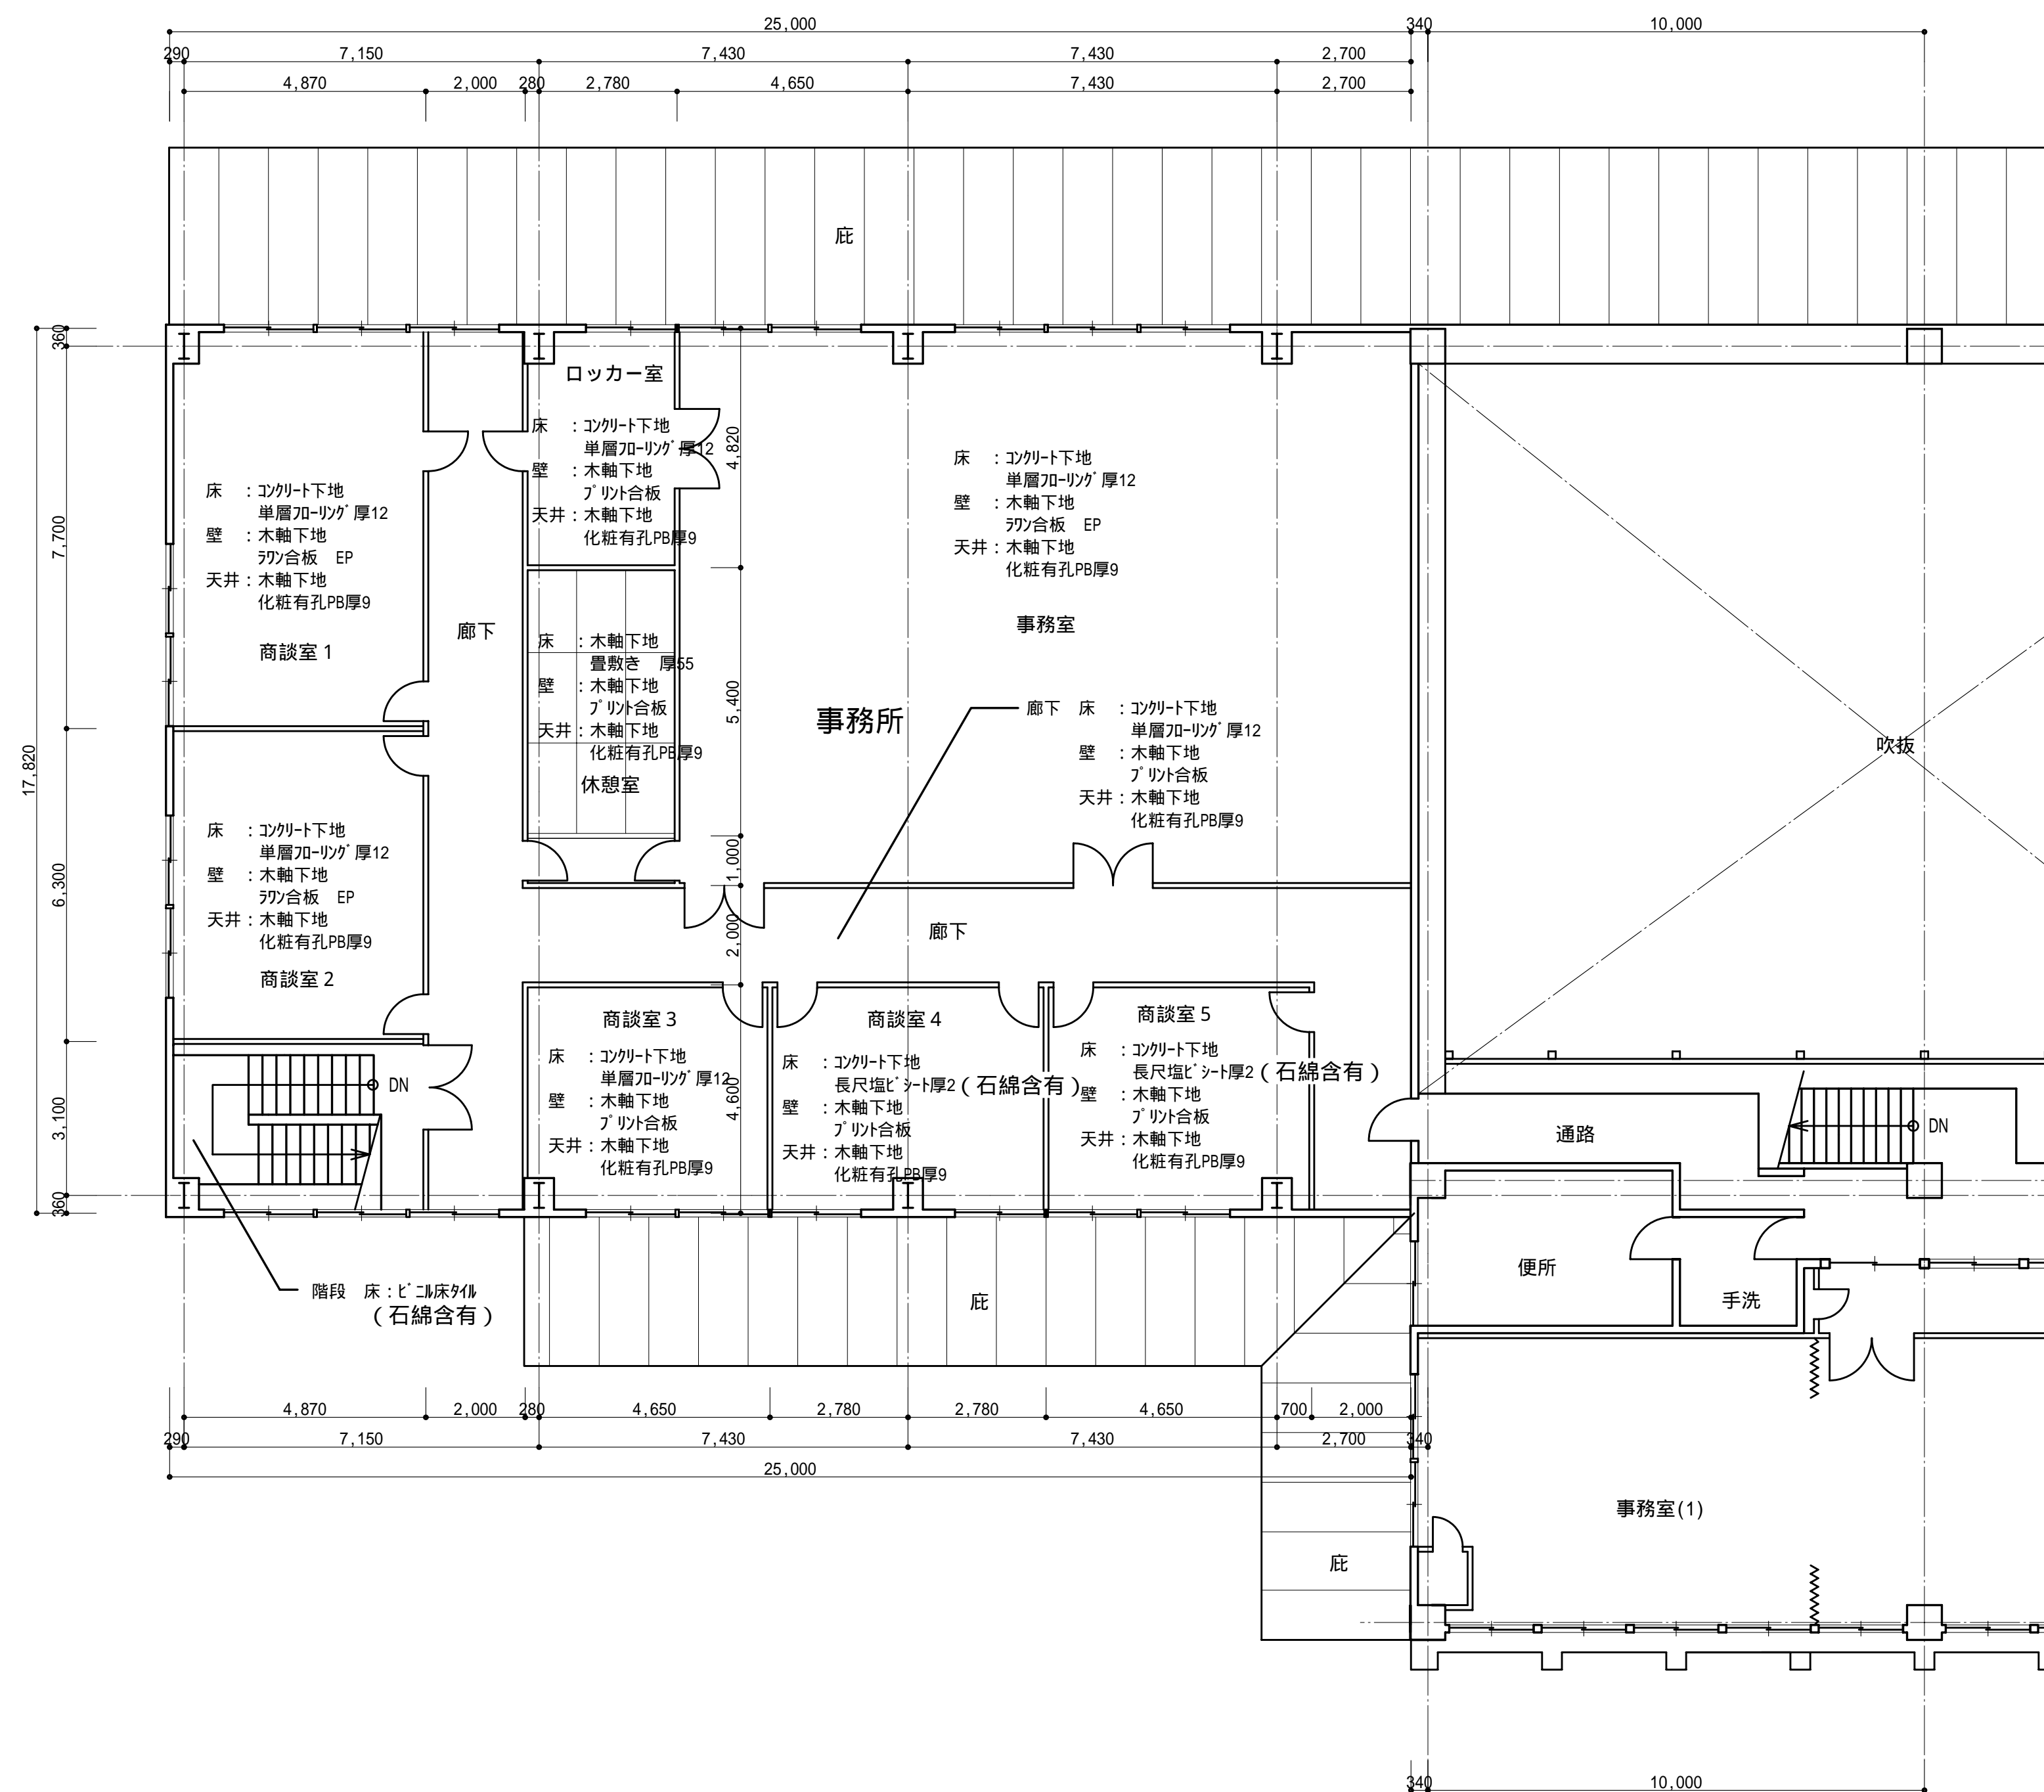 25,000
340
10,000
290
7,150
7,430
7,430
2,700
4,870
2,000
280
2,780
4,650
7,430
2,700
庇
360
7,700
6,300
3,100
360
17,820
ロッカー室
床 : ｺﾝｸﾘｰﾄ下地
単層ﾌﾛｰﾘﾝｸﾞ厚12
壁 : 木軸下地
ﾌﾟﾘﾝﾄ合板
天井 : 木軸下地
化粧有孔PB厚9
4,820
床 : ｺﾝｸﾘｰﾄ下地
単層ﾌﾛｰﾘﾝｸﾞ厚12
壁 : 木軸下地
ﾗﾜﾝ合板 EP
天井 : 木軸下地
化粧有孔PB厚9
事務室
床 : ｺﾝｸﾘｰﾄ下地
単層ﾌﾛｰﾘﾝｸﾞ厚12
壁 : 木軸下地
ﾗﾜﾝ合板 EP
天井 : 木軸下地
化粧有孔PB厚9
商談室1
廊下
床 : 木軸下地
畳敷き 厚55
壁 : 木軸下地
ﾌﾟﾘﾝﾄ合板
天井 : 木軸下地
化粧有孔PB厚9
休憩室
5,400
事務所
廊下 床 : ｺﾝｸﾘｰﾄ下地
単層ﾌﾛｰﾘﾝｸﾞ厚12
壁 : 木軸下地
ﾌﾟﾘﾝﾄ合板
天井 : 木軸下地
化粧有孔PB厚9
吹抜
床 : ｺﾝｸﾘｰﾄ下地
単層ﾌﾛｰﾘﾝｸﾞ厚12
壁 : 木軸下地
ﾗﾜﾝ合板 EP
天井 : 木軸下地
化粧有孔PB厚9
商談室2
1,000
2,000
廊下
商談室3
床 : ｺﾝｸﾘｰﾄ下地
単層ﾌﾛｰﾘﾝｸﾞ厚12
壁 : 木軸下地
ﾌﾟﾘﾝﾄ合板
天井 : 木軸下地
化粧有孔PB厚9
4,600
商談室4
床 : ｺﾝｸﾘｰﾄ下地
長尺塩ﾋﾞｼｰﾄ厚2(石綿含有)
壁 : 木軸下地
ﾌﾟﾘﾝﾄ合板
天井 : 木軸下地
化粧有孔PB厚9
商談室5
床 : ｺﾝｸﾘｰﾄ下地
長尺塩ﾋﾞｼｰﾄ厚2(石綿含有)
壁 : 木軸下地
ﾌﾟﾘﾝﾄ合板
天井 : 木軸下地
化粧有孔PB厚9
DN
通路
DN
便所
手洗
階段 床 : ﾋﾞﾆﾙ床ﾀｲﾙ
(石綿含有)
庇
4,870
2,000
280
4,650
2,780
2,780
4,650
700
2,000
290
7,150
7,430
7,430
2,700
340
25,000
事務室(1)
庇
340
10,000